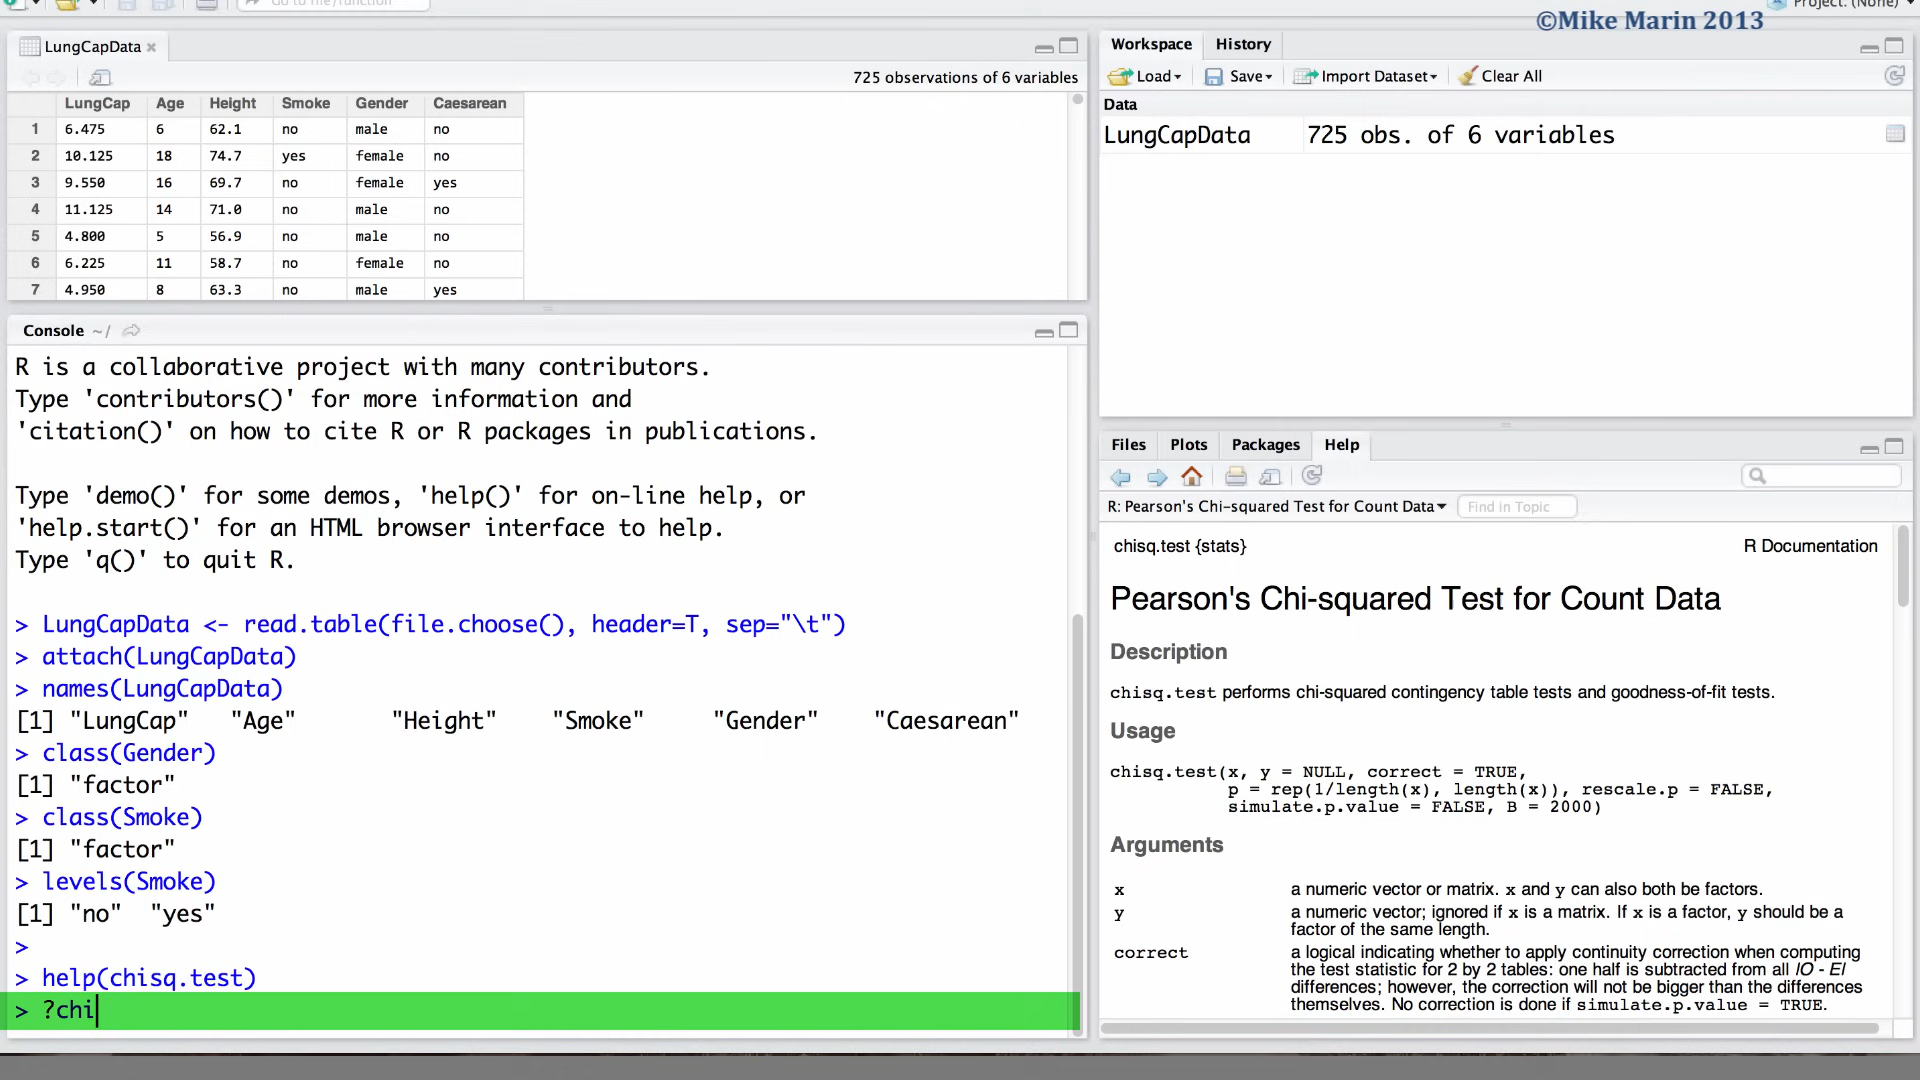 Go to file/function
Project: (None)
©Mike Marin 2013
LungCapData
725 observations of 6 variables
LungCap Age Height Smoke Gender Caesarean
1 6.475 6 62.1 no male no
2 10.125 18 74.7 yes female no
3 9.550 16 69.7 no female yes
4 11.125 14 71.0 no male no
5 4.800 5 56.9 no male no
6 6.225 11 58.7 no female no
7 4.950 8 63.3 no male yes
Console ~/
R is a collaborative project with many contributors.
Type 'contributors()' for more information and
'citation()' on how to cite R or R packages in publications.
Type 'demo()' for some demos, 'help()' for on-line help, or
'help.start()' for an HTML browser interface to help.
Type 'q()' to quit R.
> LungCapData <- read.table(file.choose(), header=T, sep="\t")
> attach(LungCapData)
> names(LungCapData)
[1] "LungCap" "Age" "Height" "Smoke" "Gender" "Caesarean"
> class(Gender)
[1] "factor"
> class(Smoke)
[1] "factor"
> levels(Smoke)
[1] "no" "yes"
>
> help(chisq.test)
> ?chi
Workspace History
Load Save Import Dataset Clear All
Data
LungCapData 725 obs. of 6 variables
Files Plots Packages Help
R: Pearson's Chi-squared Test for Count Data Find in Topic
chisq.test {stats} R Documentation
Pearson's Chi-squared Test for Count Data
Description
chisq.test performs chi-squared contingency table tests and goodness-of-fit tests.
Usage
chisq.test(x, y = NULL, correct = TRUE,
p = rep(1/length(x), length(x)), rescale.p = FALSE,
simulate.p.value = FALSE, B = 2000)
Arguments
x a numeric vector or matrix. x and y can also both be factors.
y a numeric vector; ignored if x is a matrix. If x is a factor, y should be a
factor of the same length.
correct a logical indicating whether to apply continuity correction when computing
the test statistic for 2 by 2 tables: one half is subtracted from all |O - E|
differences; however, the correction will not be bigger than the differences
themselves. No correction is done if simulate.p.value = TRUE.